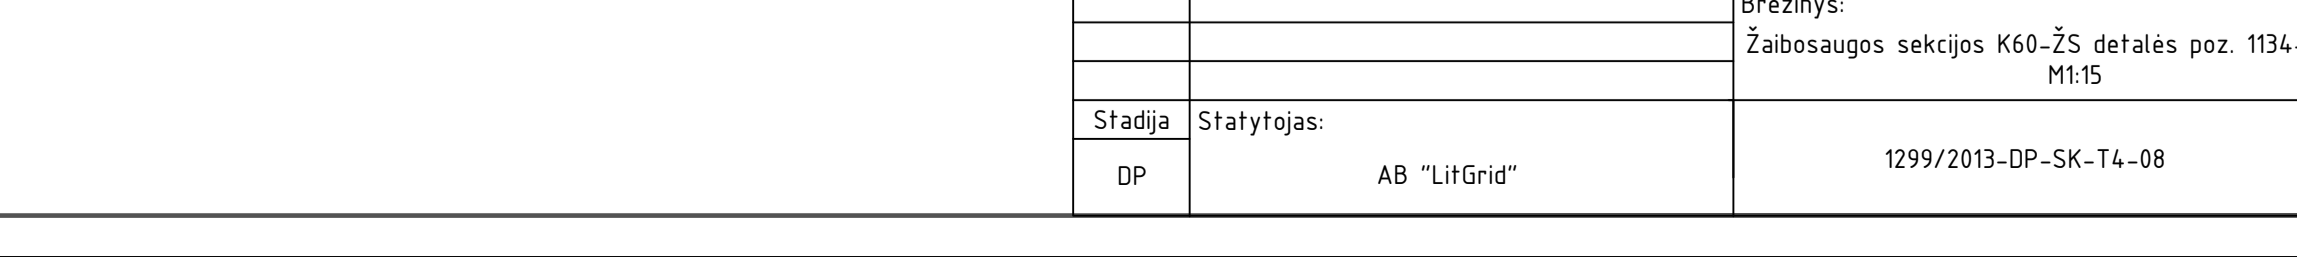 Brėžinys:
Žaibosaugos sekcijos K60-ŽS detalės poz. 1134-
M1:15
Stadija
Statytojas:
DP
AB "LitGrid"
1299/2013-DP-SK-T4-08